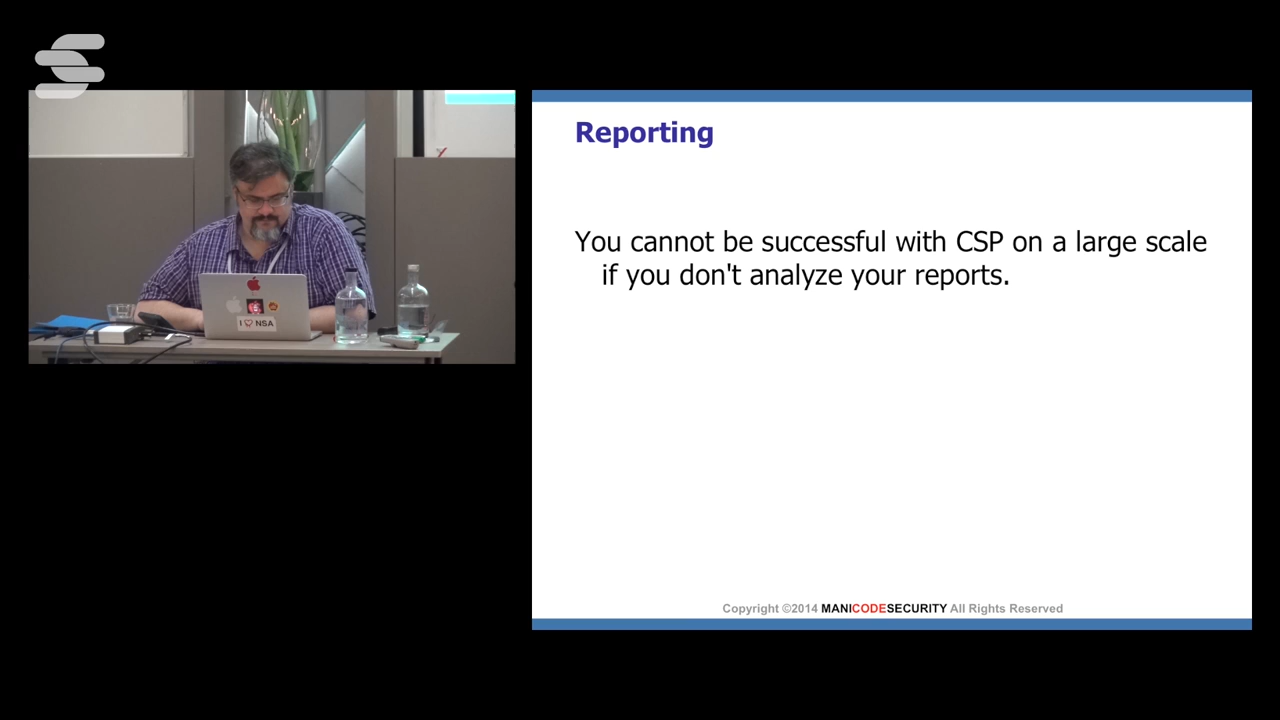 Reporting
You cannot be successful with CSP on a large scale
if you don't analyze your reports.
Copyright ©2014 MANICODESECURITY All Rights Reserved
I NSA